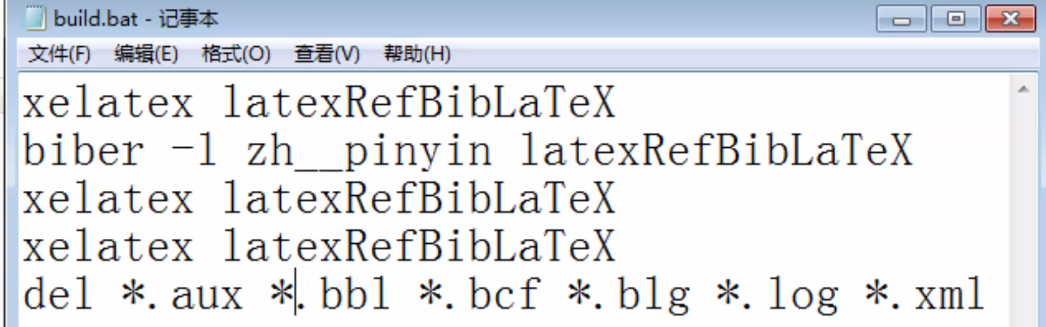 build.bat - 记事本
文件(F) 编辑(E) 格式(O) 查看(V) 帮助(H)
xelatex latexRefBibLaTeX
biber -l zh__pinyin latexRefBibLaTeX
xelatex latexRefBibLaTeX
xelatex latexRefBibLaTeX
del *.aux *.bbl *.bcf *.blg *.log *.xml